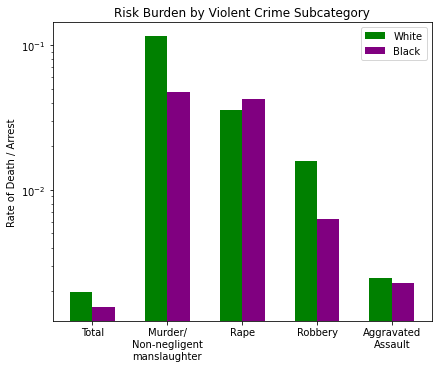 Risk Burden by Violent Crime Subcategory
White
Black
Rate of Death / Arrest
10⁻¹
10⁻²
Total
Murder/
Non-negligent
manslaughter
Rape
Robbery
Aggravated
Assault